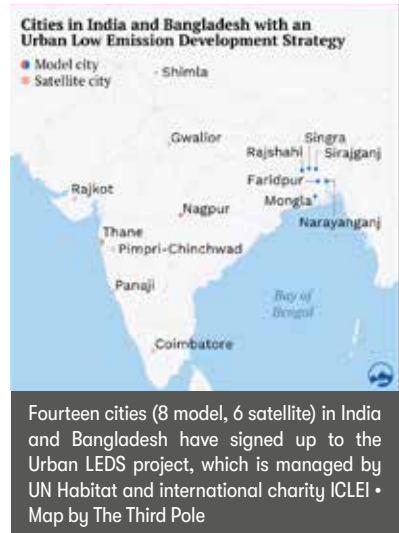 Cities in India and Bangladesh with an
Urban Low Emission Development Strategy
Model city
Satellite city
Shimla
Gwalior
Singra
Rajshahi
Sirajganj
Faridpur
Rajkot
Mongla
Nagpur
Narayanganj
Thane
Pimpri-Chinchwad
Panaji
Bay of
Bengal
Coimbatore
Fourteen cities (8 model, 6 satellite) in India
and Bangladesh have signed up to the
Urban LEDS project, which is managed by
UN Habitat and international charity ICLEI •
Map by The Third Pole